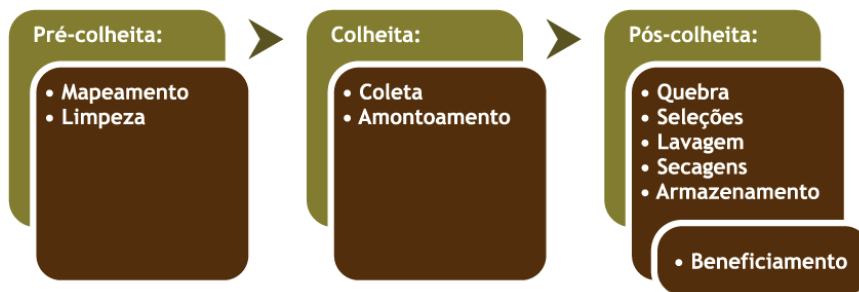 Pré-colheita:
• Mapeamento
• Limpeza
Colheita:
• Coleta
• Amontoamento
Pós-colheita:
• Quebra
• Seleções
• Lavagem
• Secagens
• Armazenamento
• Beneficiamento